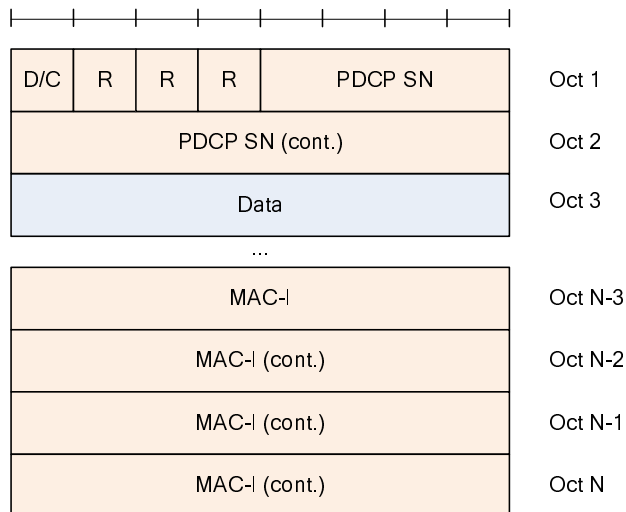 D/C R R R PDCP SN Oct 1
PDCP SN (cont.) Oct 2
Data Oct 3
...
MAC-I Oct N-3
MAC-I (cont.) Oct N-2
MAC-I (cont.) Oct N-1
MAC-I (cont.) Oct N